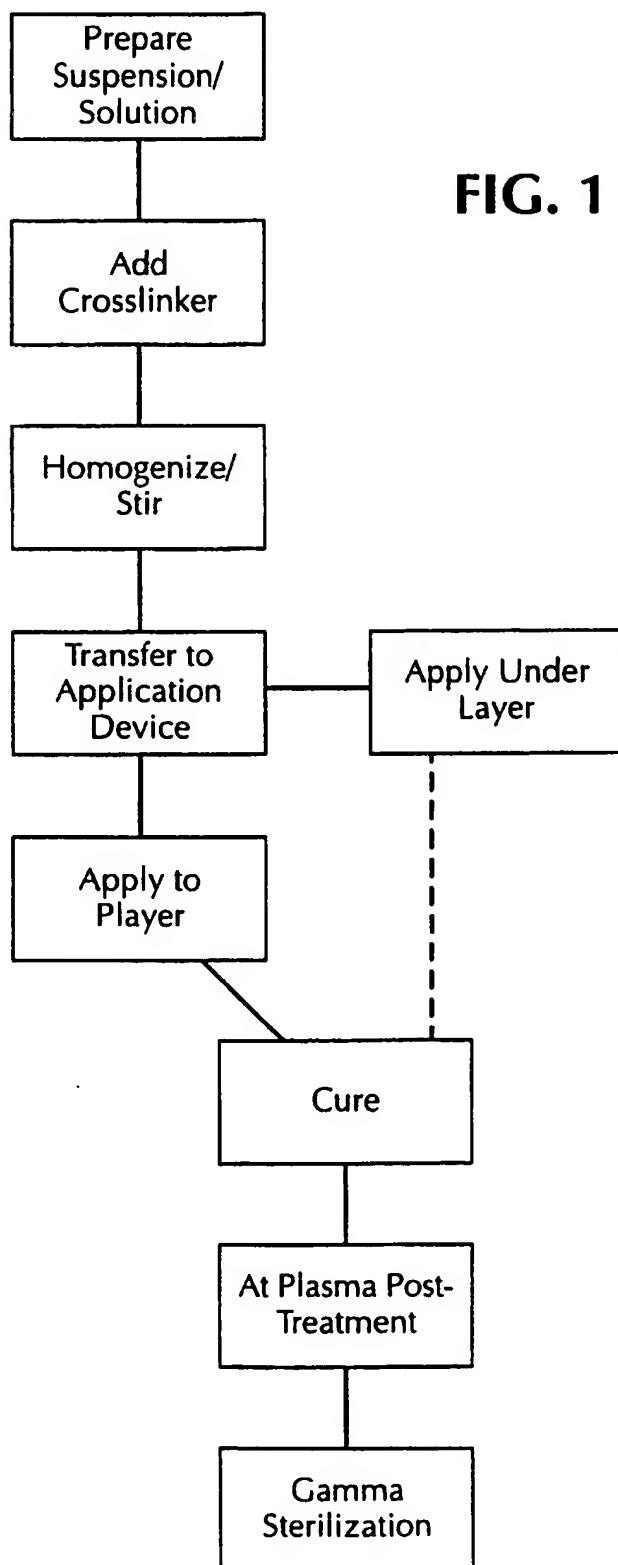 Prepare
Suspension/
Solution
FIG. 1
Add
Crosslinker
Homogenize/
Stir
Transfer to
Application
Device
Apply Under
Layer
Apply to
Player
Cure
At Plasma Post-
Treatment
Gamma
Sterilization